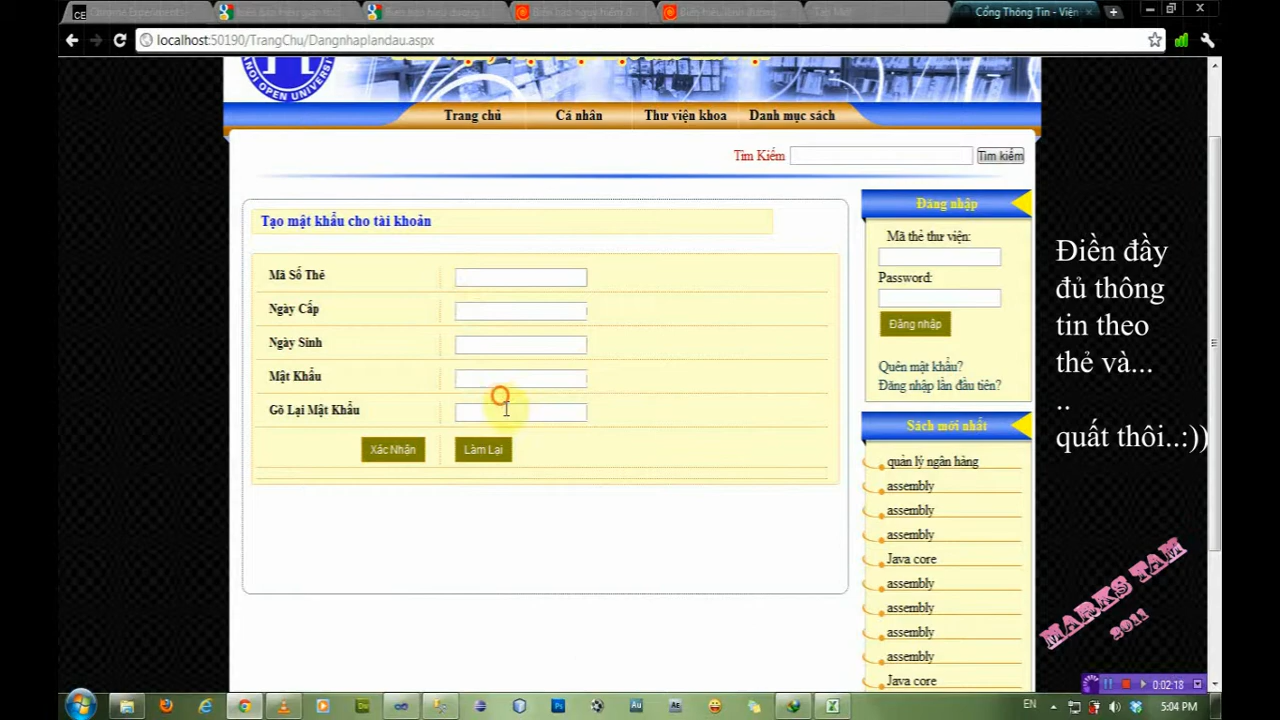 Cổng Thông Tin - Viện
localhost:50190/TrangChu/Dangnhaplandau.aspx
OPEN
Trang chủ
Cá nhân
Thư viện khoa
Danh mục sách
Tìm Kiếm
Tìm kiếm
Tạo mật khẩu cho tài khoản
Mã Số Thẻ
Ngày Cấp
Ngày Sinh
Mật Khẩu
Gõ Lại Mật Khẩu
Xác Nhận
Làm Lại
Đăng nhập
Mã thẻ thư viện:
Password:
Đăng nhập
Quên mật khẩu?
Đăng nhập lần đầu tiên?
Sách mới nhất
quản lý ngân hàng
assembly
assembly
assembly
Java core
assembly
assembly
assembly
assembly
Java core
Điền đầy
đủ thông
tin theo
thẻ và...
..
quất thôi..:))
MARKS TAM
2011
0:02:18
EN
5:04 PM